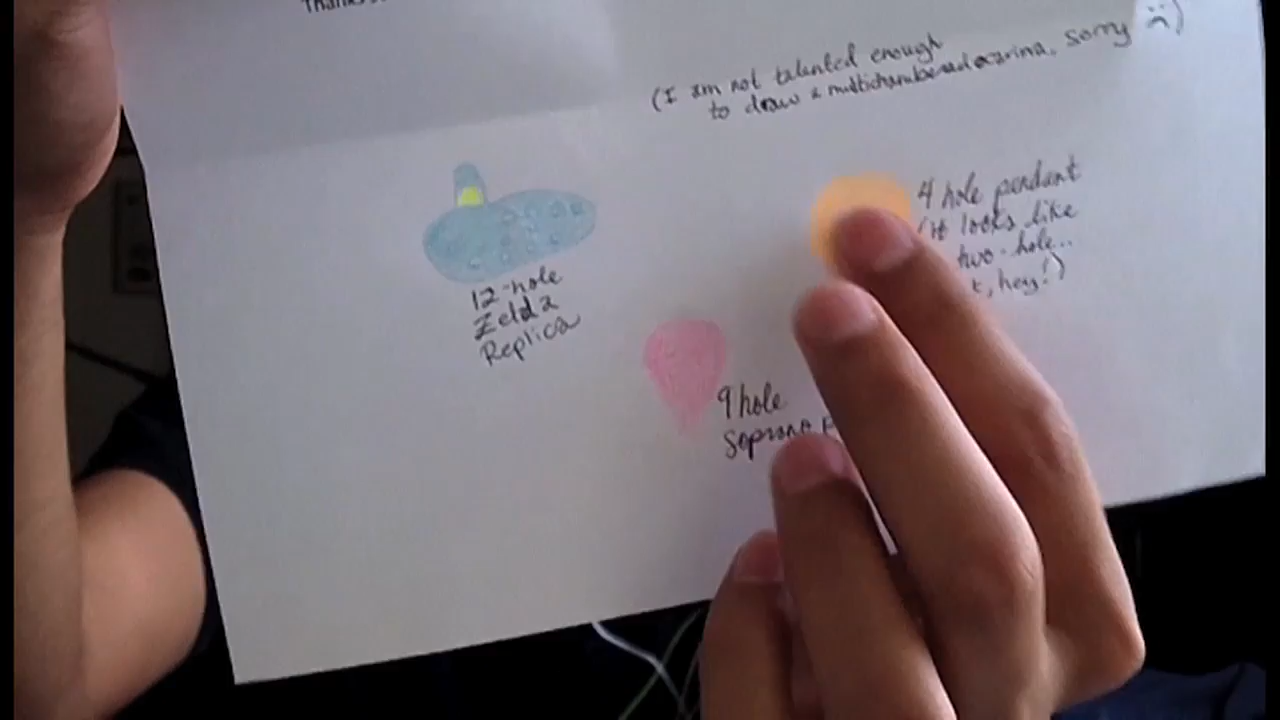 (I am not talented enough
to draw a multichambered ocarina. Sorry :()
4 hole pendant
(it looks like
two-hole...
t, hey!)
12-hole
Zelda
Replica
9 hole
Soprano